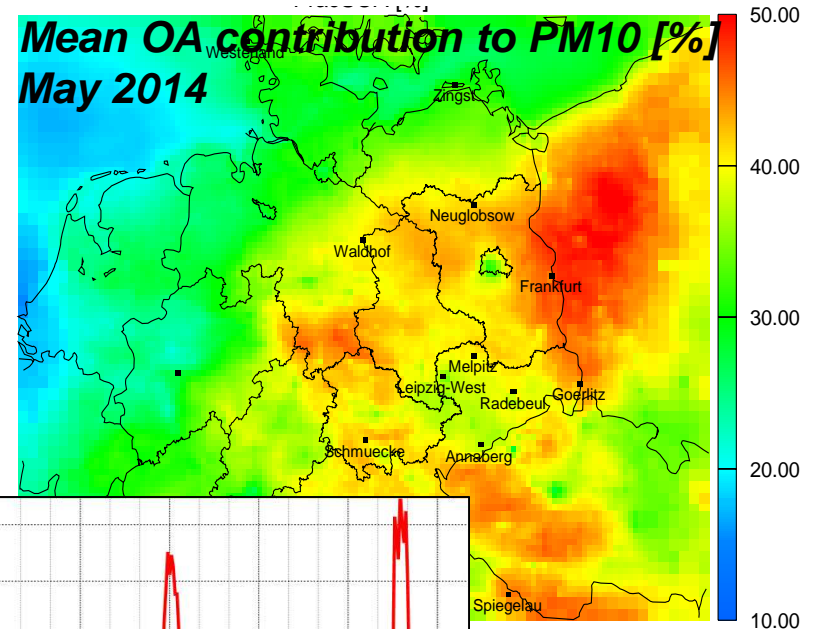 Mean OA contribution to PM10 [%]
May 2014
50.00
40.00
30.00
20.00
10.00
Westerland
Zingst
Neuglobsow
Waldhof
Frankfurt
Melpitz
Leipzig-West
Radebeul
Goerlitz
Schmuecke
Annaberg
Spiegelau